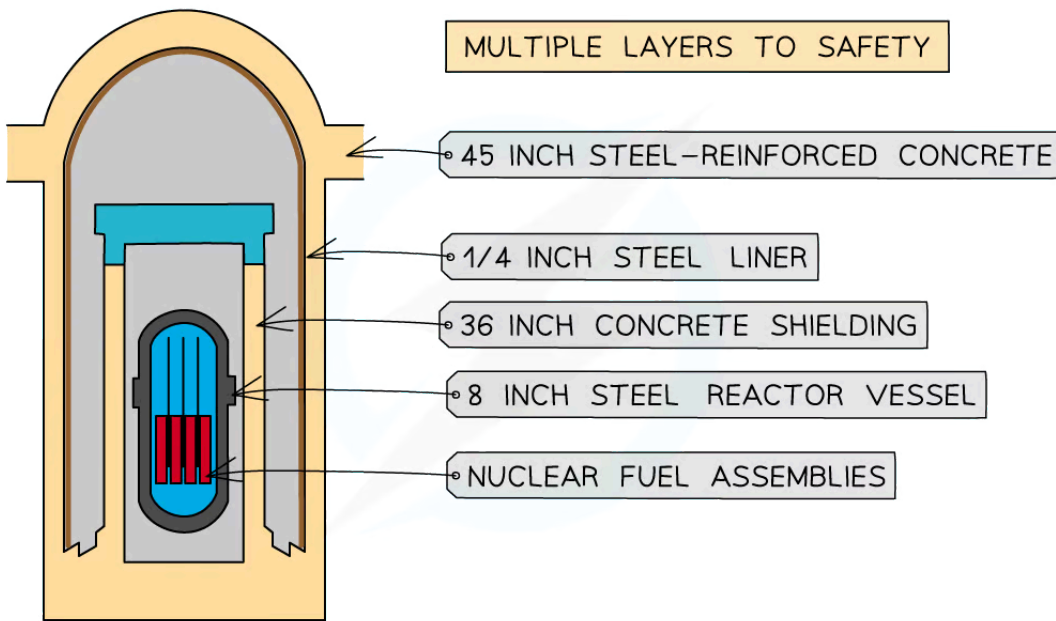 MULTIPLE LAYERS TO SAFETY
45 INCH STEEL-REINFORCED CONCRETE
1/4 INCH STEEL LINER
36 INCH CONCRETE SHIELDING
8 INCH STEEL REACTOR VESSEL
NUCLEAR FUEL ASSEMBLIES